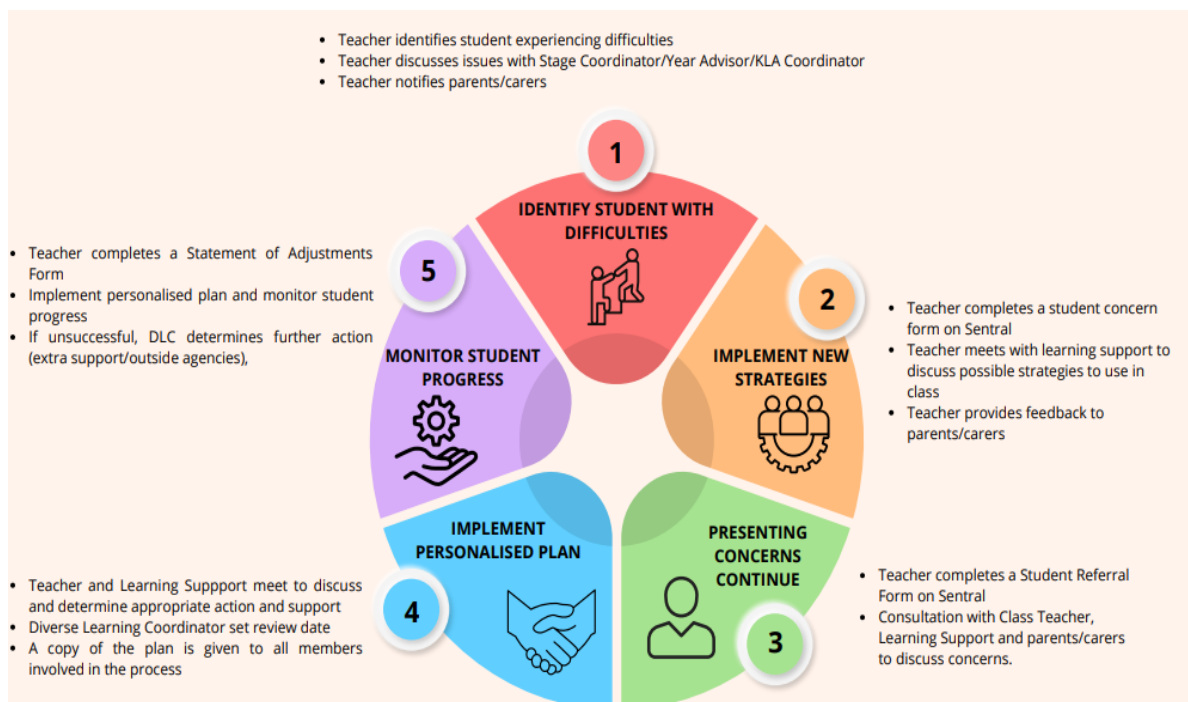 • Teacher identifies student experiencing difficulties
• Teacher discusses issues with Stage Coordinator/Year Advisor/KLA Coordinator
• Teacher notifies parents/carers
1
IDENTIFY STUDENT WITH
DIFFICULTIES
2
IMPLEMENT NEW
STRATEGIES
• Teacher completes a student concern
form on Sentral
• Teacher meets with learning support to
discuss possible strategies to use in
class
• Teacher provides feedback to
parents/carers
3
PRESENTING
CONCERNS
CONTINUE
• Teacher completes a Student Referral
Form on Sentral
• Consultation with Class Teacher,
Learning Support and parents/carers
to discuss concerns.
4
IMPLEMENT
PERSONALISED PLAN
• Teacher and Learning Suppport meet to discuss
and determine appropriate action and support
• Diverse Learning Coordinator set review date
• A copy of the plan is given to all members
involved in the process
5
MONITOR STUDENT
PROGRESS
• Teacher completes a Statement of Adjustments
Form
• Implement personalised plan and monitor student
progress
• If unsuccessful, DLC determines further action
(extra support/outside agencies),